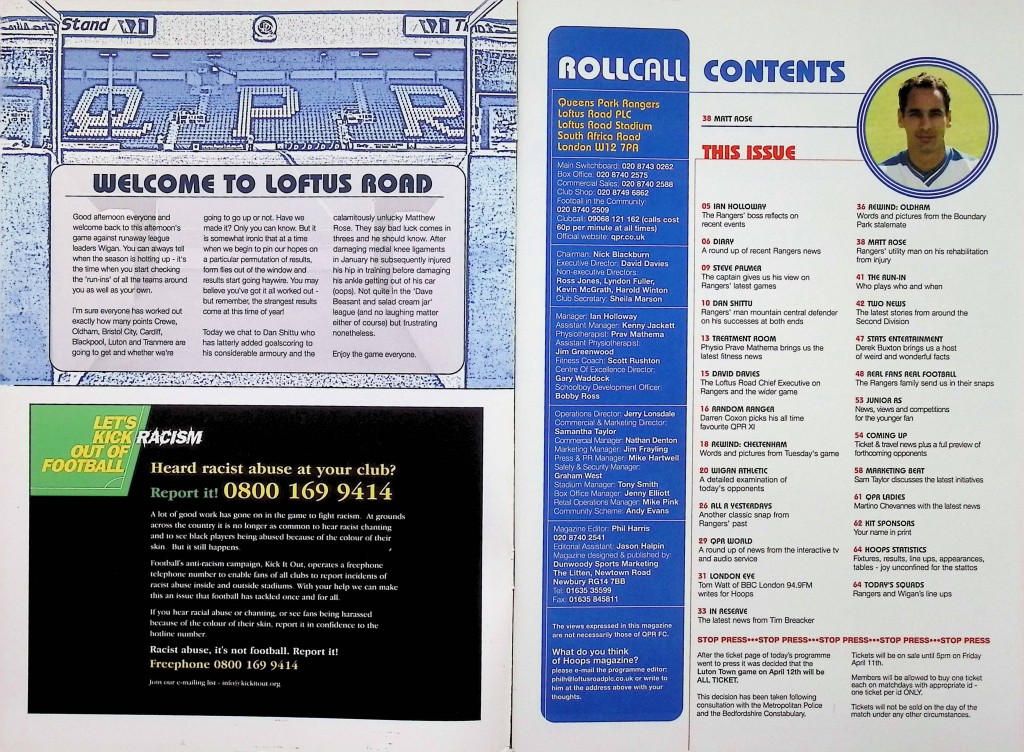 Stand
QPR
WELCOME TO LOFTUS ROAD
Good afternoon everyone and
welcome back to this afternoon's
game against runaway league
leaders Wigan. You can always tell
when the season is hotting up - it's
the time when you start checking
the 'run-ins' of all the teams around
you as well as your own.
I'm sure everyone has worked out
exactly how many points Crewe,
Oldham, Bristol City, Cardiff,
Blackpool, Luton and Tranmere are
going to get and whether we're
going to go up or not. Have we
made it? Only you can know. But it
is somewhat ironic that at a time
when we begin to pin our hopes on
a particular permutation of results,
form flies out of the window and
results start going haywire. You may
believe you've got it all worked out -
but remember, the strangest results
come at this time of year!
Today we chat to Dan Shittu who
has latterly added goalscoring to
his considerable armoury and the
calamitously unlucky Matthew
Rose. They say bad luck comes in
threes and he should know. After
damaging medial knee ligaments
in January he subsequently injured
his hip in training before damaging
his ankle getting out of his car
(oops). Not quite in the 'Dave
Beasant and salad cream jar'
league (and no laughing matter
either of course) but frustrating
nonetheless.
Enjoy the game everyone.
LET'S
KICK RACISM
OUT OF
FOOTBALL
Heard racist abuse at your club?
Report it! 0800 169 9414
A lot of good work has gone on in the game to fight racism. At grounds
across the country it is no longer as common to hear racist chanting
and to see black players being abused because of the colour of their
skin. But it still happens.
Football's anti-racism campaign, Kick It Out, operates a freephone
telephone number to enable fans of all clubs to report incidents of
racist abuse inside and outside stadiums. With your help we can make
this an issue that football has tackled once and for all.
If you hear racial abuse or chanting, or see fans being harassed
because of the colour of their skin, report it in confidence to the
hotline number.
Racist abuse, it's not football. Report it!
Freephone 0800 169 9414
Join our e-mailing list - info@kickitout.org
ROLLCALL
Queens Park Rangers
Loftus Road PLC
Loftus Road Stadium
South Africa Road
London W12 7PA
Main Switchboard: 020 8743 0262
Box Office: 020 8740 2575
Commercial Sales: 020 8740 2588
Club Shop: 020 8749 6862
Football in the Community:
020 8740 2509
Clubcall: 09068 121 162 (calls cost
60p per minute at all times)
Official website: qpr.co.uk
Chairman: Nick Blackburn
Executive Director: David Davies
Non-executive Directors:
Ross Jones, Lyndon Fuller,
Kevin McGrath, Harold Winton
Club Secretary: Sheila Marson
Manager: Ian Holloway
Assistant Manager: Kenny Jackett
Physiotherapist: Prav Mathema
Assistant Physiotherapist:
Jim Greenwood
Fitness Coach: Scott Rushton
Centre Of Excellence Director:
Gary Waddock
Schoolboy Development Officer:
Bobby Ross
Operations Director: Jerry Lonsdale
Commercial & Marketing Director:
Samantha Taylor
Commercial Manager: Nathan Denton
Marketing Manager: Jim Frayling
Press & PR Manager: Mike Hartwell
Safety & Security Manager:
Graham West
Stadium Manager: Tony Smith
Box Office Manager: Jenny Elliott
Retail Operations Manager: Mike Pink
Community Scheme: Andy Evans
Magazine Editor: Phil Harris
020 8740 2541
Editorial Assistant: Jason Halpin
Magazine designed & published by:
Dunwoody Sports Marketing
The Litten, Newtown Road
Newbury RG14 7BB
Tel: 01635 35599
Fax: 01635 845811
The views expressed in this magazine
are not necessarily those of QPR FC.
What do you think
of Hoops magazine?
please e-mail the programme editor:
philh@loftusroadplc.co.uk or write to
him at the address above with your
thoughts.
CONTENTS
38 MATT ROSE
THIS ISSUE
05 IAN HOLLOWAY
The Rangers' boss reflects on
recent events
06 DIARY
A round up of recent Rangers news
09 STEVE PALMER
The captain gives us his view on
Rangers' latest games
10 DAN SHITTU
Rangers' man mountain central defender
on his successes at both ends
13 TREATMENT ROOM
Physio Prave Mathema brings us the
latest fitness news
15 DAVID DAVIES
The Loftus Road Chief Executive on
Rangers and the wider game
16 RANDOM RANGER
Darren Coxon picks his all time
favourite QPR XI
18 REWIND: CHELTENHAM
Words and pictures from Tuesday's game
20 WIGAN ATHLETIC
A detailed examination of
today's opponents
26 ALL R YESTERDAYS
Another classic snap from
Rangers' past
29 QPR WORLD
A round up of news from the interactive tv
and audio service
31 LONDON EYE
Tom Watt of BBC London 94.9FM
writes for Hoops
33 IN RESERVE
The latest news from Tim Breacker
36 REWIND: OLDHAM
Words and pictures from the Boundary
Park stalemate
38 MATT ROSE
Rangers' utility man on his rehabilitation
from injury
41 THE RUN-IN
Who plays who and when
42 TWO NEWS
The latest stories from around the
Second Division
47 STATS ENTERTAINMENT
Derek Buxton brings us a host
of weird and wonderful facts
48 REAL FANS REAL FOOTBALL
The Rangers family send us in their snaps
53 JUNIOR RS
News, views and competitions
for the younger fan
54 COMING UP
Ticket & travel news plus a full preview of
forthcoming opponents
58 MARKETING BEAT
Sam Taylor discusses the latest initiatives
61 QPR LADIES
Martino Chevannes with the latest news
62 KIT SPONSORS
Your name in print
64 HOOPS STATISTICS
Fixtures, results, line ups, appearances,
tables - joy unconfined for the stattos
64 TODAY'S SQUADS
Rangers and Wigan's line ups
STOP PRESS•••STOP PRESS•••STOP PRESS•••STOP PRESS•••STOP PRESS
After the ticket page of today's programme
went to press it was decided that the
Luton Town game on April 12th will be
ALL TICKET.
This decision has been taken following
consultation with the Metropolitan Police
and the Bedfordshire Constabulary.
Tickets will be on sale until 5pm on Friday
April 11th.
Members will be allowed to buy one ticket
each on matchdays with appropriate id -
one ticket per id ONLY.
Tickets will not be sold on the day of the
match under any other circumstances.